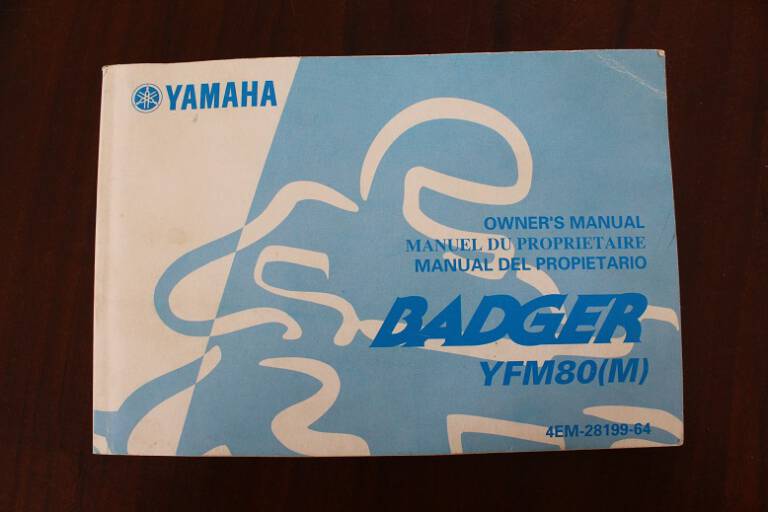 YAMAHA
OWNER'S MANUAL
MANUEL DU PROPRIETAIRE
MANUAL DEL PROPIETARIO
BADGER
YFM80(M)
4EM-28199-64